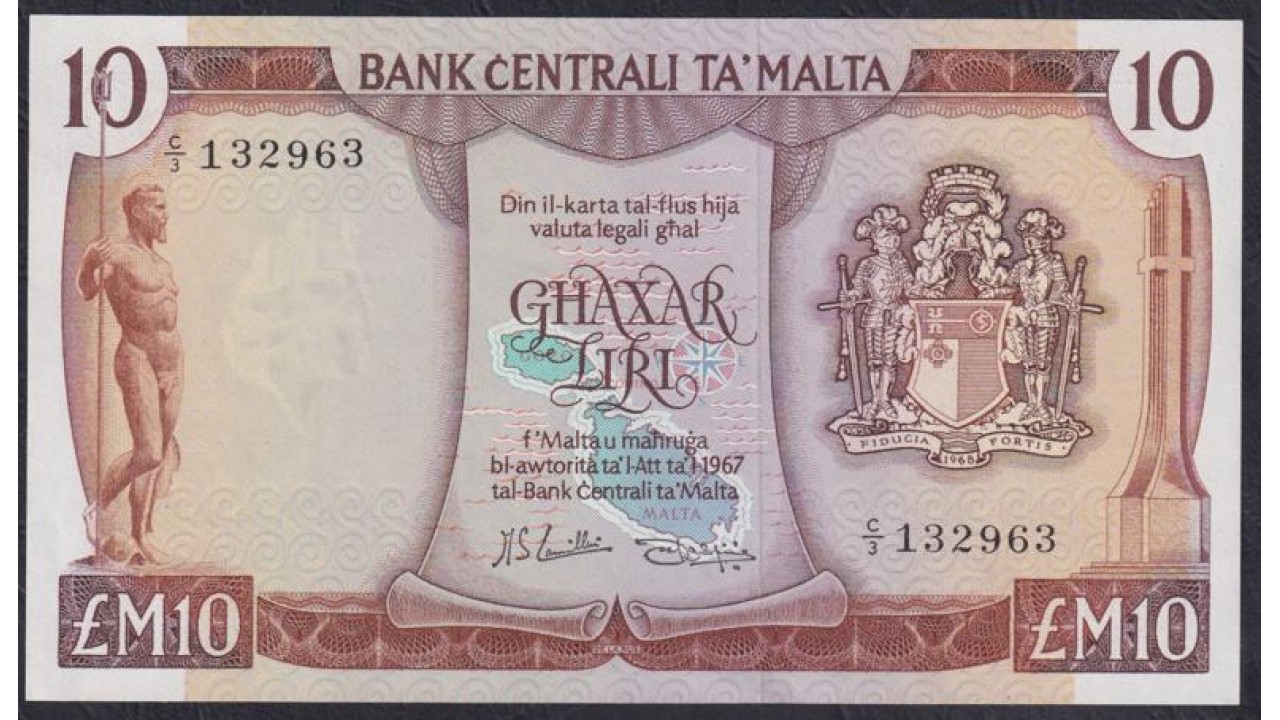 10 BANK ĊENTRALI TA' MALTA 10
C/3 132963
Din il-karta tal-flus hija
valuta legali għal
GĦAXAR
LIRI
f'Malta u maħruġa
bl-awtorità ta' l-Att ta' l-1967
tal-Bank Ċentrali ta' Malta
MALTA
FIDUCIA FORTIS
1968
C/3 132963
£M10 £M10